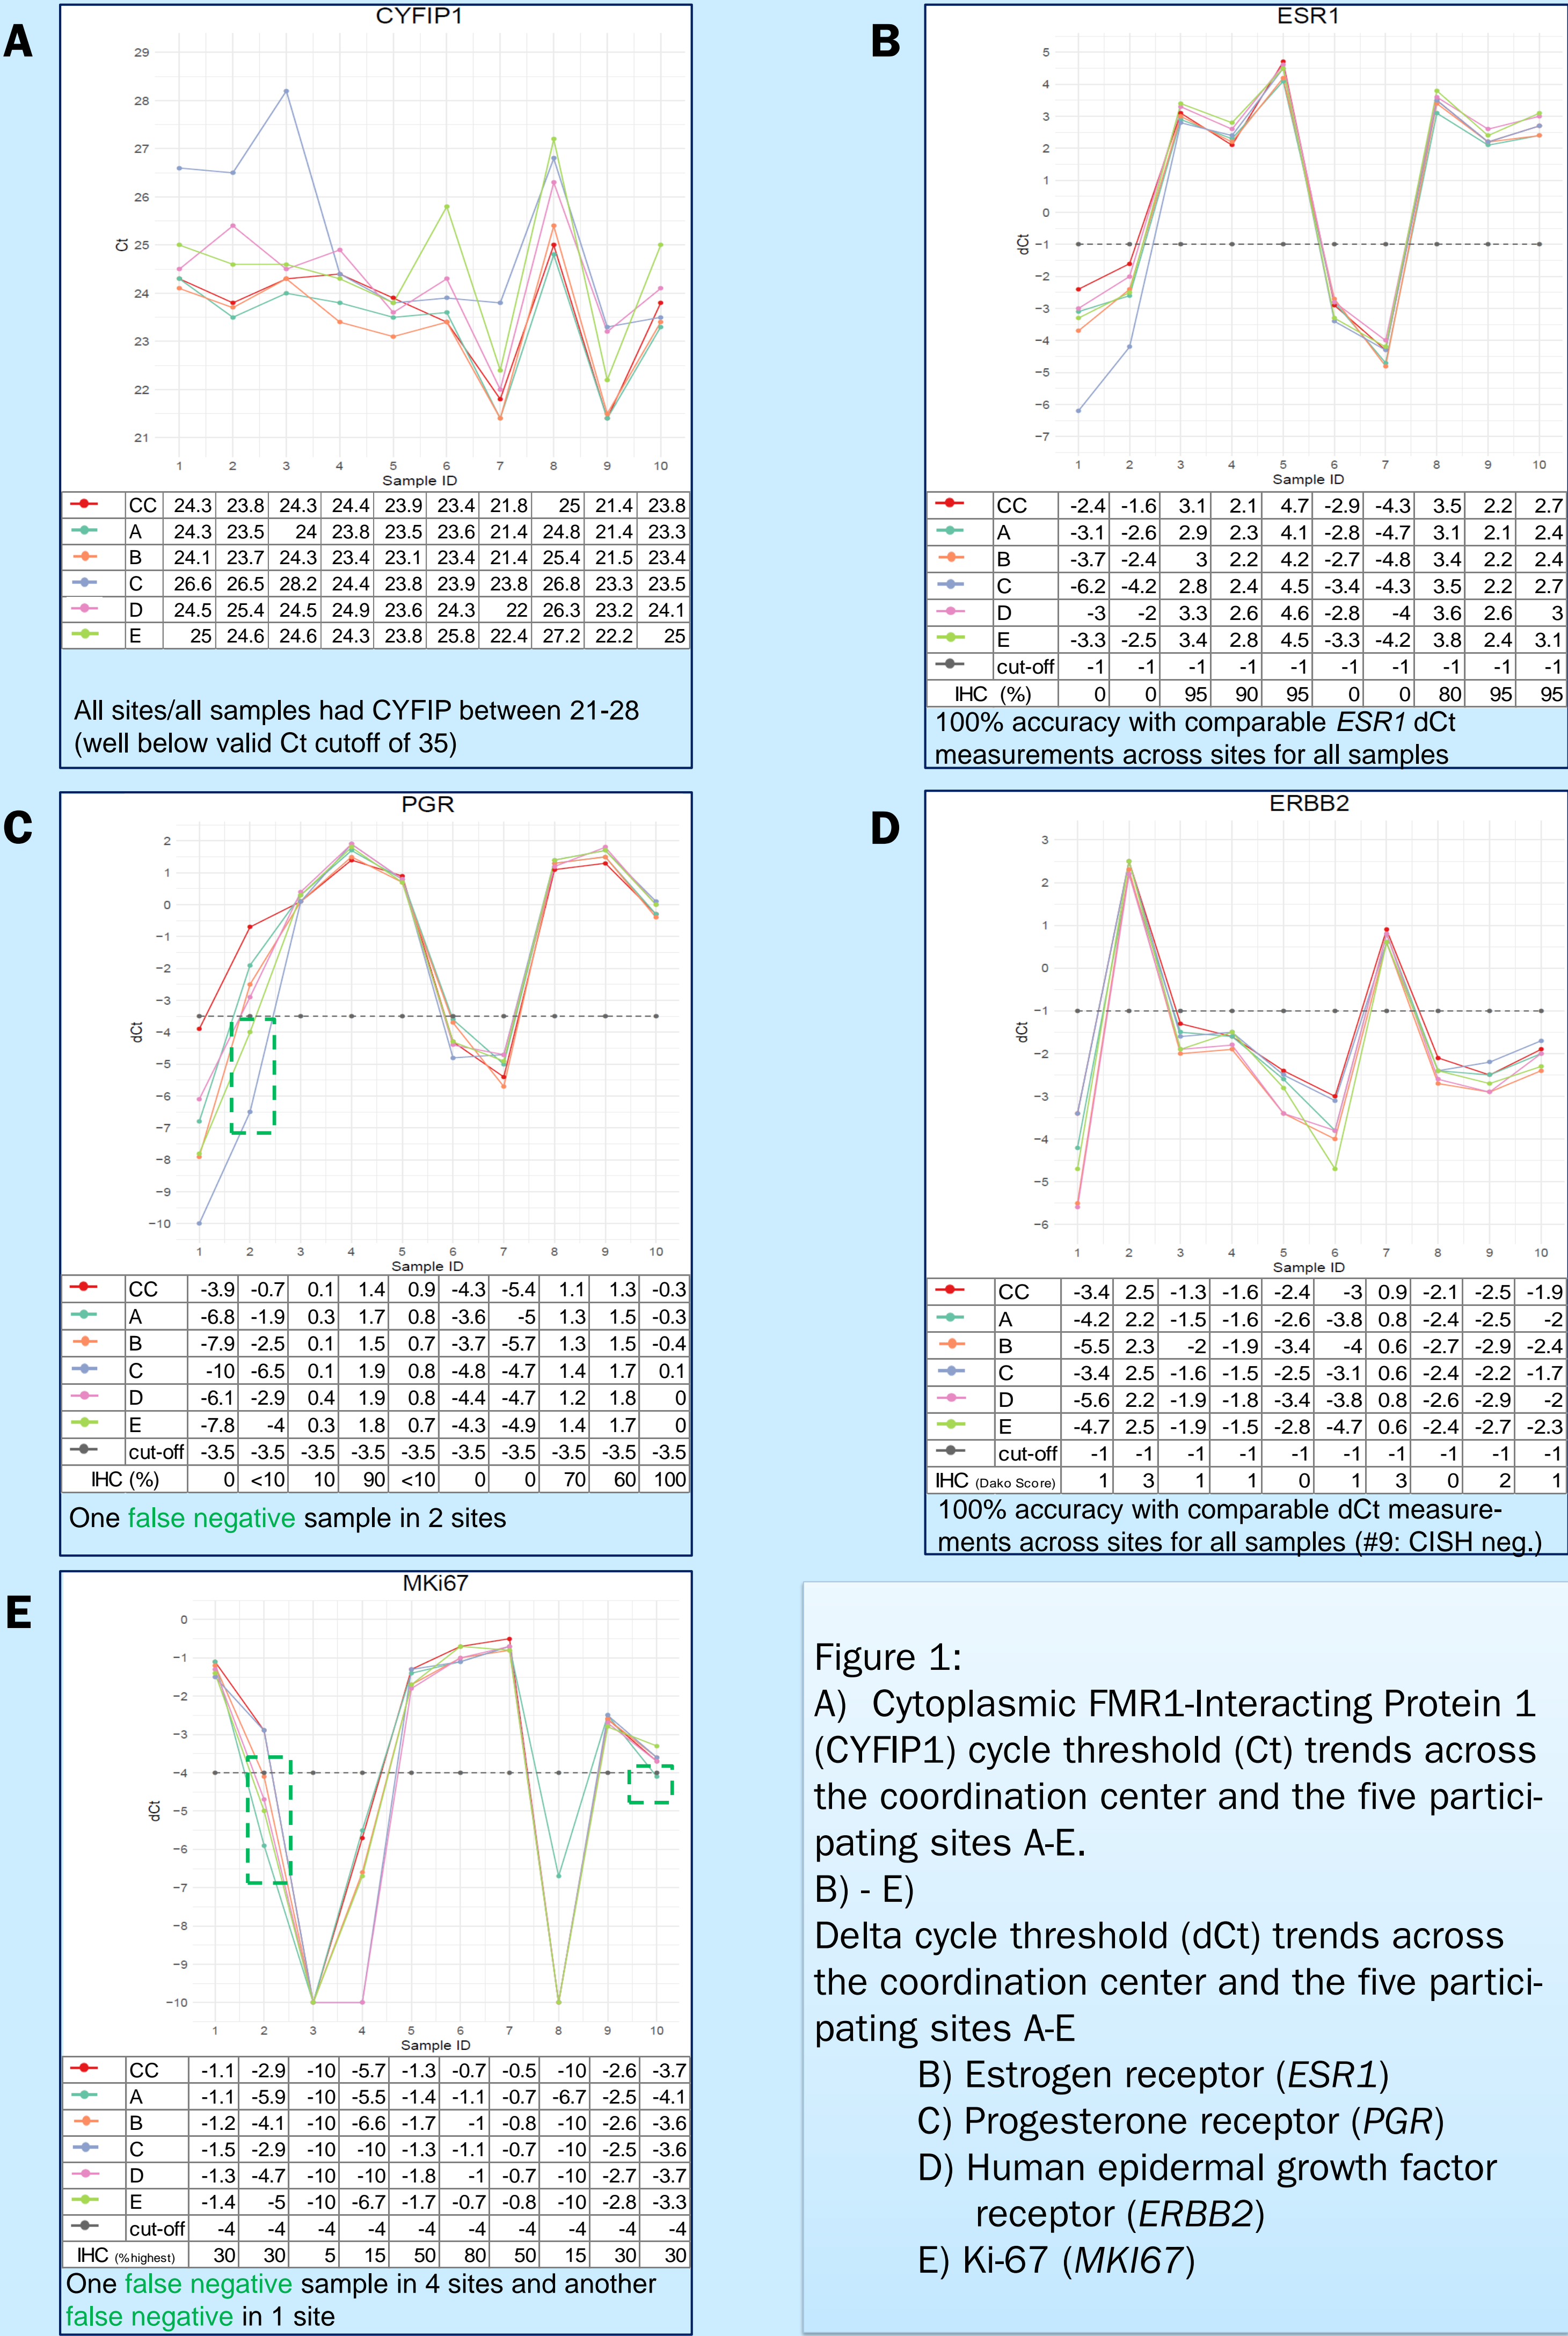 A
CYFIP1
29
28
27
26
25
24
23
22
21
Ct
1 2 3 4 5 6 7 8 9 10
Sample ID
CC 24.3 23.8 24.3 24.4 23.9 23.4 21.8 25 21.4 23.8
A 24.3 23.5 24 23.8 23.5 23.6 21.4 24.8 21.4 23.3
B 24.1 23.7 24.3 23.4 23.1 23.4 21.4 25.4 21.5 23.4
C 26.6 26.5 28.2 24.4 23.8 23.9 23.8 26.8 23.3 23.5
D 24.5 25.4 24.5 24.9 23.6 24.3 22 26.3 23.2 24.1
E 25 24.6 24.6 24.3 23.8 25.8 22.4 27.2 22.2 25
All sites/all samples had CYFIP between 21-28
(well below valid Ct cutoff of 35)
B
ESR1
5
4
3
2
1
0
−1
−2
−3
−4
−5
−6
−7
dCt
1 2 3 4 5 6 7 8 9 10
Sample ID
CC -2.4 -1.6 3.1 2.1 4.7 -2.9 -4.3 3.5 2.2 2.7
A -3.1 -2.6 2.9 2.3 4.1 -2.8 -4.7 3.1 2.1 2.4
B -3.7 -2.4 3 2.2 4.2 -2.7 -4.8 3.4 2.2 2.4
C -6.2 -4.2 2.8 2.4 4.5 -3.4 -4.3 3.5 2.2 2.7
D -3 -2 3.3 2.6 4.6 -2.8 -4 3.6 2.6 3
E -3.3 -2.5 3.4 2.8 4.5 -3.3 -4.2 3.8 2.4 3.1
cut-off -1 -1 -1 -1 -1 -1 -1 -1 -1 -1
IHC (%) 0 0 95 90 95 0 0 80 95 95
100% accuracy with comparable ESR1 dCt
measurements across sites for all samples
C
PGR
2
1
0
−1
−2
−3
−4
−5
−6
−7
−8
−9
−10
dCt
1 2 3 4 5 6 7 8 9 10
Sample ID
CC -3.9 -0.7 0.1 1.4 0.9 -4.3 -5.4 1.1 1.3 -0.3
A -6.8 -1.9 0.3 1.7 0.8 -3.6 -5 1.3 1.5 -0.3
B -7.9 -2.5 0.1 1.5 0.7 -3.7 -5.7 1.3 1.5 -0.4
C -10 -6.5 0.1 1.9 0.8 -4.8 -4.7 1.4 1.7 0.1
D -6.1 -2.9 0.4 1.9 0.8 -4.4 -4.7 1.2 1.8 0
E -7.8 -4 0.3 1.8 0.7 -4.3 -4.9 1.4 1.7 0
cut-off -3.5 -3.5 -3.5 -3.5 -3.5 -3.5 -3.5 -3.5 -3.5 -3.5
IHC (%) 0 <10 10 90 <10 0 0 70 60 100
One false negative sample in 2 sites
D
ERBB2
3
2
1
0
−1
−2
−3
−4
−5
−6
dCt
1 2 3 4 5 6 7 8 9 10
Sample ID
CC -3.4 2.5 -1.3 -1.6 -2.4 -3 0.9 -2.1 -2.5 -1.9
A -4.2 2.2 -1.5 -1.6 -2.6 -3.8 0.8 -2.4 -2.5 -2
B -5.5 2.3 -2 -1.9 -3.4 -4 0.6 -2.7 -2.9 -2.4
C -3.4 2.5 -1.6 -1.5 -2.5 -3.1 0.6 -2.4 -2.2 -1.7
D -5.6 2.2 -1.9 -1.8 -3.4 -3.8 0.8 -2.6 -2.9 -2
E -4.7 2.5 -1.9 -1.5 -2.8 -4.7 0.6 -2.4 -2.7 -2.3
cut-off -1 -1 -1 -1 -1 -1 -1 -1 -1 -1
IHC (Dako Score) 1 3 1 1 0 1 3 0 2 1
100% accuracy with comparable dCt measure-
ments across sites for all samples (#9: CISH neg.)
E
MKi67
0
−1
−2
−3
−4
−5
−6
−7
−8
−9
−10
dCt
1 2 3 4 5 6 7 8 9 10
Sample ID
CC -1.1 -2.9 -10 -5.7 -1.3 -0.7 -0.5 -10 -2.6 -3.7
A -1.1 -5.9 -10 -5.5 -1.4 -1.1 -0.7 -6.7 -2.5 -4.1
B -1.2 -4.1 -10 -6.6 -1.7 -1 -0.8 -10 -2.6 -3.6
C -1.5 -2.9 -10 -10 -1.3 -1.1 -0.7 -10 -2.5 -3.6
D -1.3 -4.7 -10 -10 -1.8 -1 -0.7 -10 -2.7 -3.7
E -1.4 -5 -10 -6.7 -1.7 -0.7 -0.8 -10 -2.8 -3.3
cut-off -4 -4 -4 -4 -4 -4 -4 -4 -4 -4
IHC (%highest) 30 30 5 15 50 80 50 15 30 30
One false negative sample in 4 sites and another
false negative in 1 site
Figure 1:
A) Cytoplasmic FMR1-Interacting Protein 1
(CYFIP1) cycle threshold (Ct) trends across
the coordination center and the five partici-
pating sites A-E.
B) - E)
Delta cycle threshold (dCt) trends across
the coordination center and the five partici-
pating sites A-E
B) Estrogen receptor (ESR1)
C) Progesterone receptor (PGR)
D) Human epidermal growth factor
receptor (ERBB2)
E) Ki-67 (MKI67)